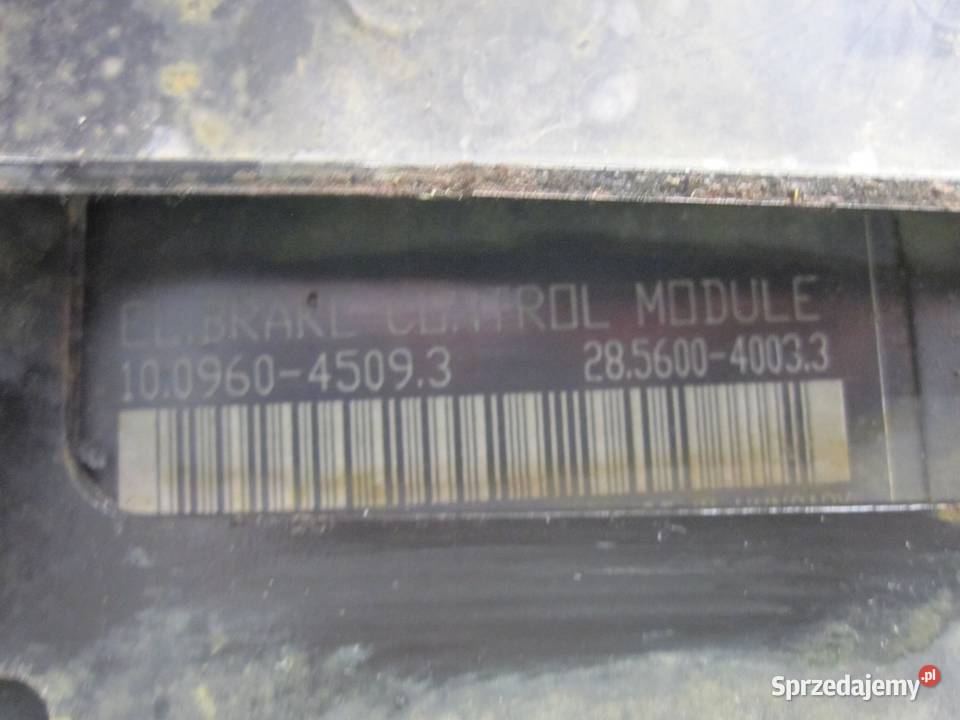 EL.BRAKE CONTROL MODULE
10.0960-4509.3 28.5600-4003.3
Sprzedajemy.pl